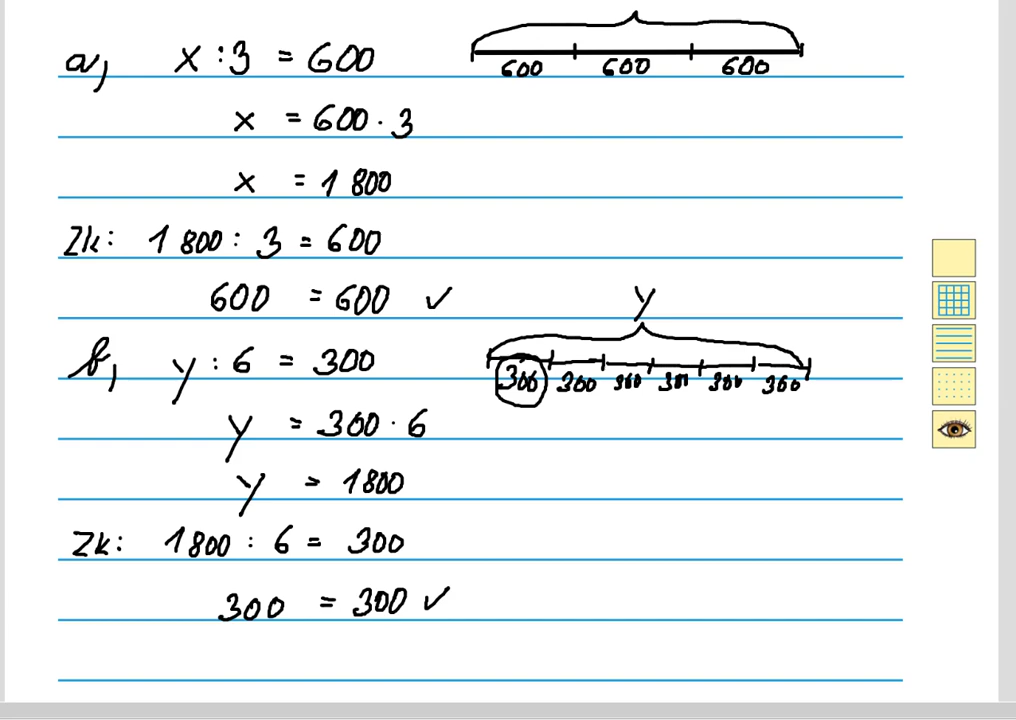 a, x : 3 = 600
600 600 600
x = 600 · 3
x = 1 800
Zk: 1 800 : 3 = 600
600 = 600 ✓
y
b, y : 6 = 300
300 300 300 300 300 300
y = 300 · 6
y = 1800
Zk: 1800 : 6 = 300
300 = 300 ✓